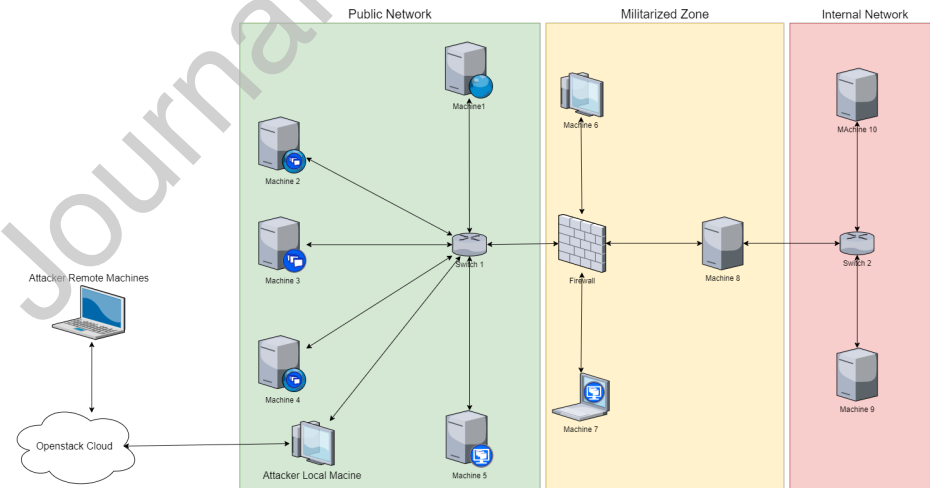 Public Network
Militarized Zone
Internal Network
Machine1
Machine 6
MAchine 10
Machine 2
Machine 3
Switch 1
Firewall
Machine 8
Switch 2
Attacker Remote Machines
Machine 4
Machine 7
Machine 9
Openstack Cloud
Attacker Local Macine
Machine 5
Journa